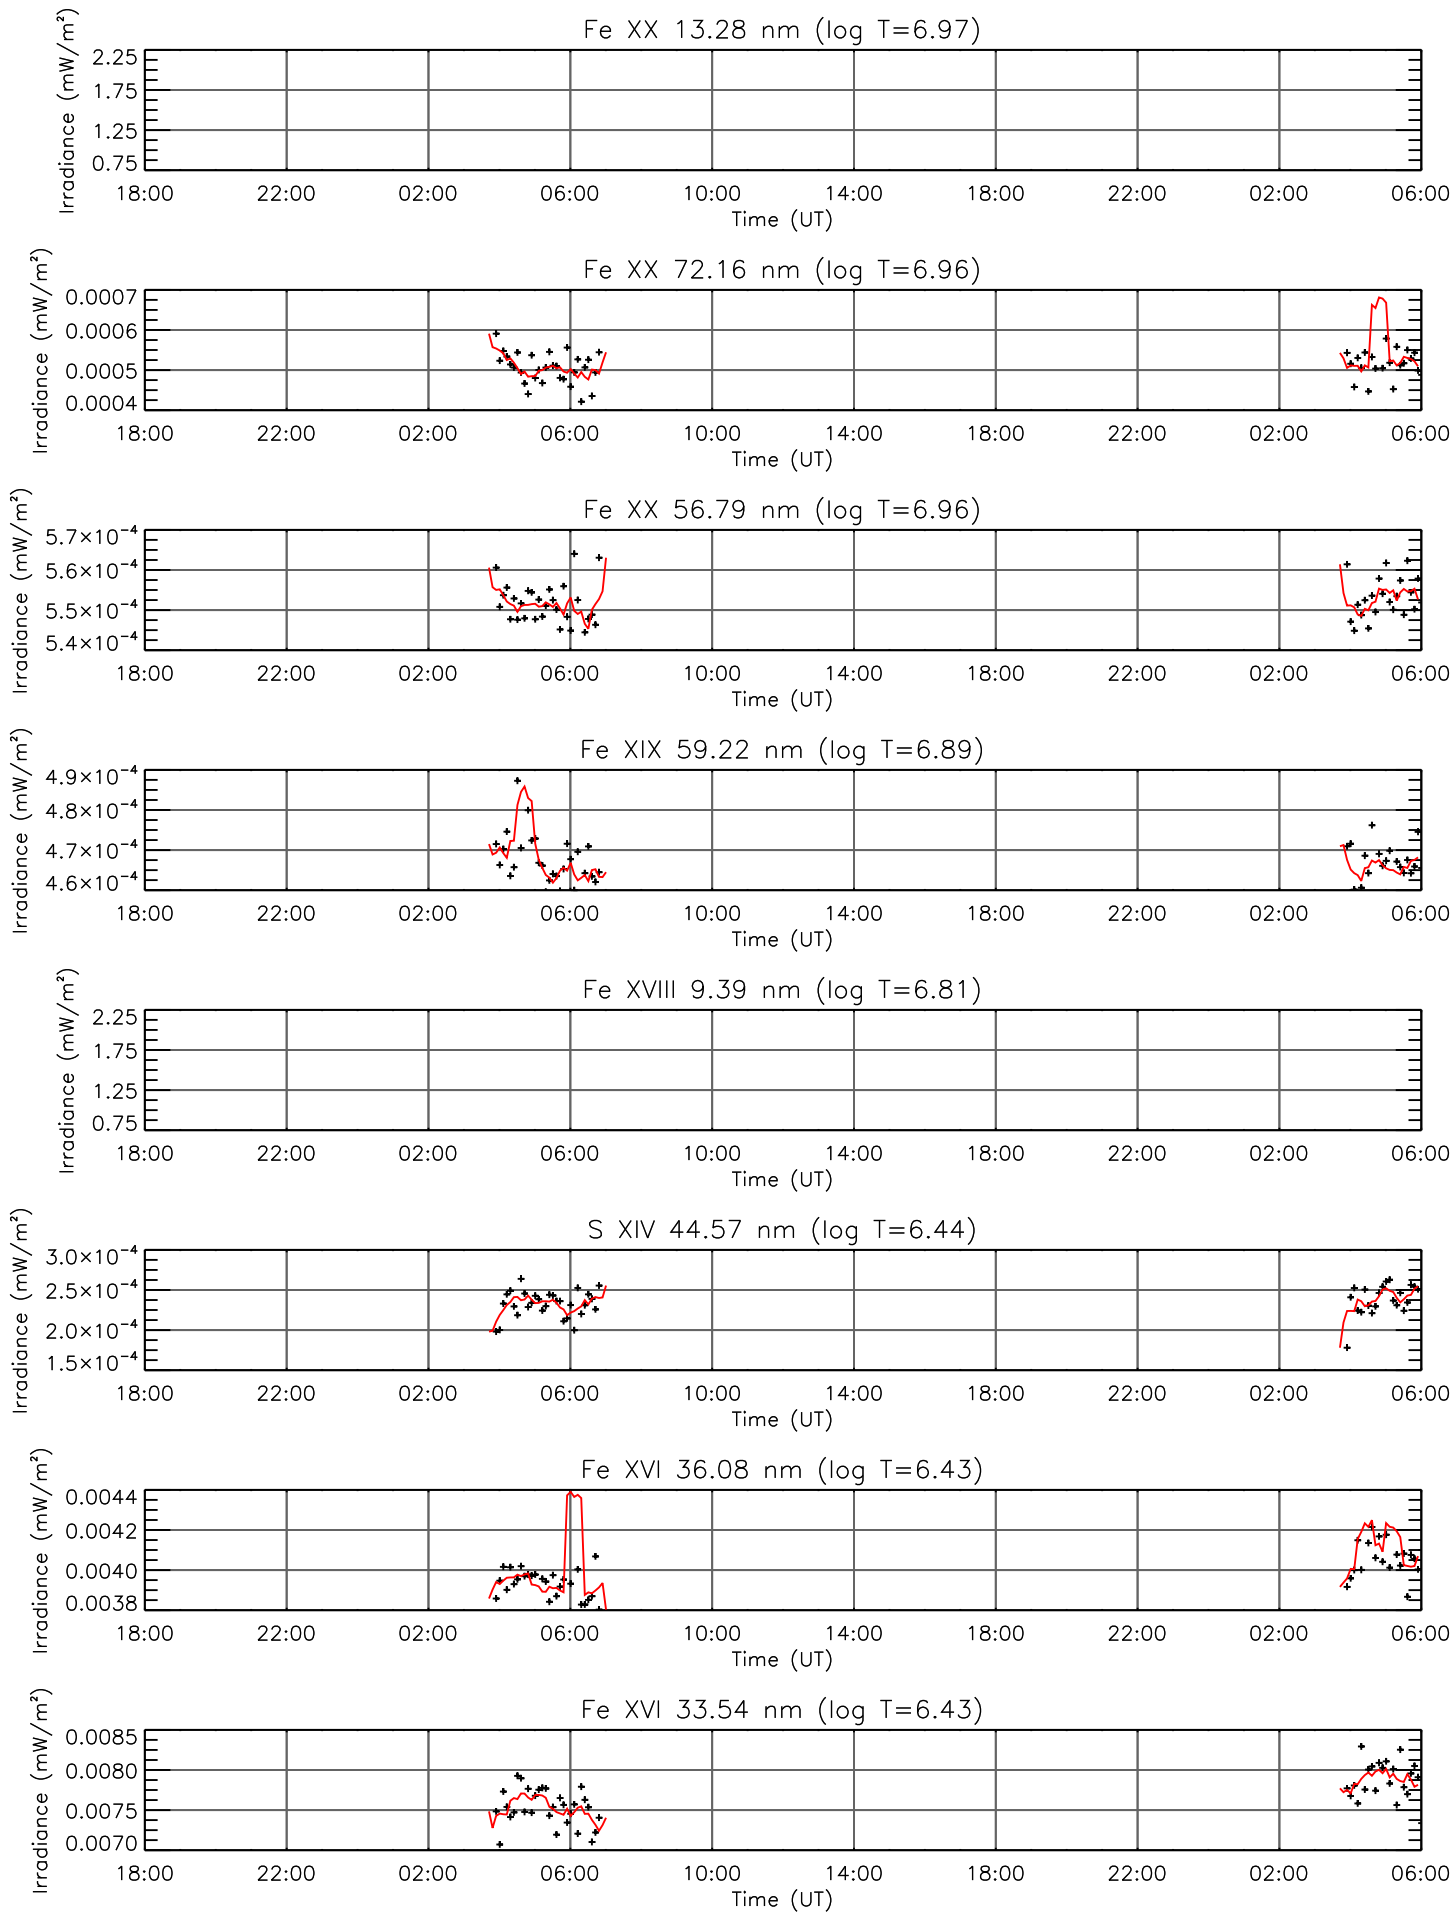 Fe XX 13.28 nm (log T=6.97)
Irradiance (mW/m²)
2.25
1.75
1.25
0.75
18:00 22:00 02:00 06:00 10:00 14:00 18:00 22:00 02:00 06:00
Time (UT)
Fe XX 72.16 nm (log T=6.96)
Irradiance (mW/m²)
0.0007
0.0006
0.0005
0.0004
18:00 22:00 02:00 06:00 10:00 14:00 18:00 22:00 02:00 06:00
Time (UT)
Fe XX 56.79 nm (log T=6.96)
Irradiance (mW/m²)
5.7×10⁻⁴
5.6×10⁻⁴
5.5×10⁻⁴
5.4×10⁻⁴
18:00 22:00 02:00 06:00 10:00 14:00 18:00 22:00 02:00 06:00
Time (UT)
Fe XIX 59.22 nm (log T=6.89)
Irradiance (mW/m²)
4.9×10⁻⁴
4.8×10⁻⁴
4.7×10⁻⁴
4.6×10⁻⁴
18:00 22:00 02:00 06:00 10:00 14:00 18:00 22:00 02:00 06:00
Time (UT)
Fe XVIII 9.39 nm (log T=6.81)
Irradiance (mW/m²)
2.25
1.75
1.25
0.75
18:00 22:00 02:00 06:00 10:00 14:00 18:00 22:00 02:00 06:00
Time (UT)
S XIV 44.57 nm (log T=6.44)
Irradiance (mW/m²)
3.0×10⁻⁴
2.5×10⁻⁴
2.0×10⁻⁴
1.5×10⁻⁴
18:00 22:00 02:00 06:00 10:00 14:00 18:00 22:00 02:00 06:00
Time (UT)
Fe XVI 36.08 nm (log T=6.43)
Irradiance (mW/m²)
0.0044
0.0042
0.0040
0.0038
18:00 22:00 02:00 06:00 10:00 14:00 18:00 22:00 02:00 06:00
Time (UT)
Fe XVI 33.54 nm (log T=6.43)
Irradiance (mW/m²)
0.0085
0.0080
0.0075
0.0070
18:00 22:00 02:00 06:00 10:00 14:00 18:00 22:00 02:00 06:00
Time (UT)